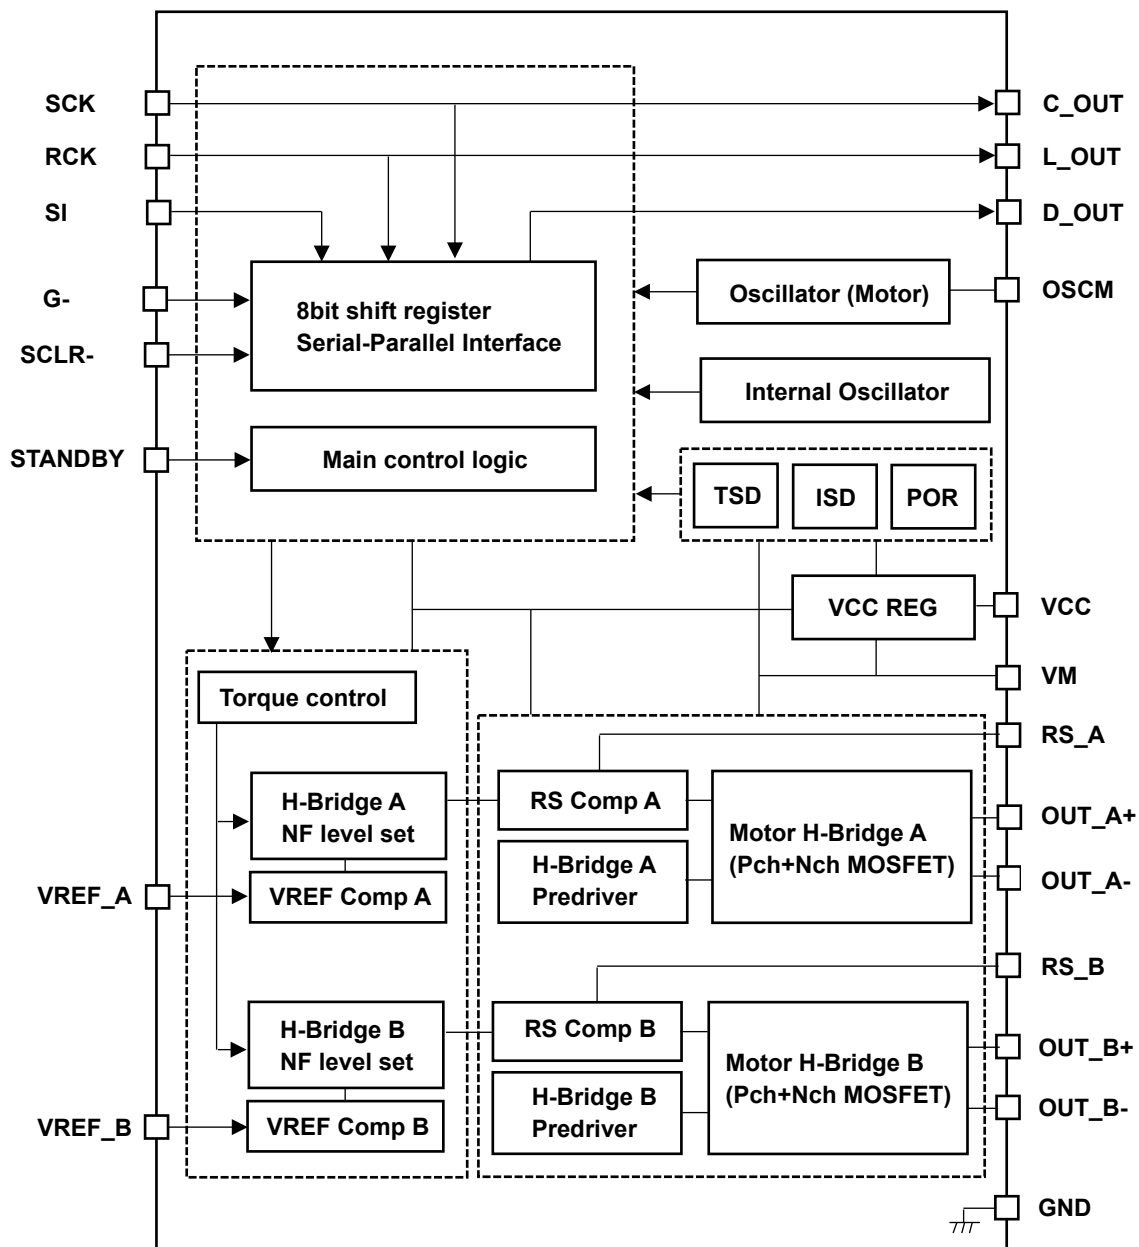 SCK
C_OUT
RCK
L_OUT
SI
D_OUT
G-
8bit shift register
Serial-Parallel Interface
Oscillator (Motor)
OSCM
SCLR-
Internal Oscillator
STANDBY
Main control logic
TSD
ISD
POR
VCC REG
VCC
VM
Torque control
RS_A
H-Bridge A
NF level set
RS Comp A
Motor H-Bridge A
(Pch+Nch MOSFET)
OUT_A+
H-Bridge A
Predriver
OUT_A-
VREF_A
VREF Comp A
RS_B
H-Bridge B
NF level set
RS Comp B
Motor H-Bridge B
(Pch+Nch MOSFET)
OUT_B+
H-Bridge B
Predriver
OUT_B-
VREF_B
VREF Comp B
GND